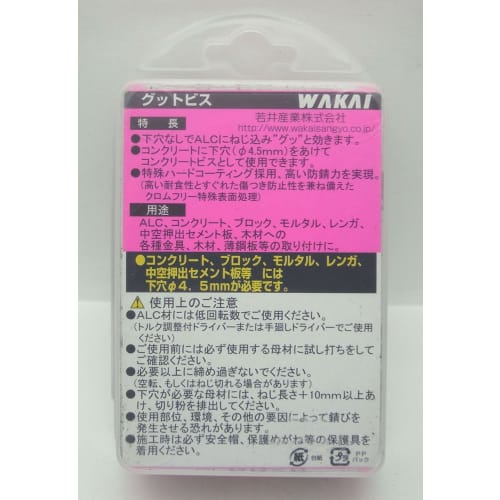 グットビス WAKAI
若井産業株式会社
特長 http://www.wakaisangyo.co.jp/
●下穴なしでALCにねじ込み"グッ"と効きます。
●コンクリートに下穴(φ4.5mm)をあけて
コンクリートビスとして使用できます。
●特殊ハードコーティング採用、高い防錆力を実現。
(高い耐食性とすぐれた傷つき防止性を兼ね備えた
クロムフリー特殊表面処理)
用途
ALC、コンクリート、ブロック、モルタル、レンガ、
中空押出セメント板、木材への
各種金具、木材、薄鋼板等の取り付けに。
●コンクリート、ブロック、モルタル、レンガ、
中空押出セメント板等 には
下穴φ4.5mmが必要です。
⚠使用上のご注意
●ALC材には低回転数でご使用ください。
(トルク調整付ドライバーまたは手廻しドライバーでご使用
ください)
●ご使用前には必ず使用する母材に試し打ちをして
ご確認ください。
●必要以上に締め過ぎないでください。
(空転、もしくはねじ切れる場合があります)
●下穴が必要な母材には、ねじ長さ+10mm以上あ
け、切り粉を排出してください。
●使用部位、環境、その他の要因によって錆びを
発生させる恐れがあります。
●施工時は必ず安全帽、保護めがね等の保護具を
着用ください。
紙 台紙 プラ PP
パック